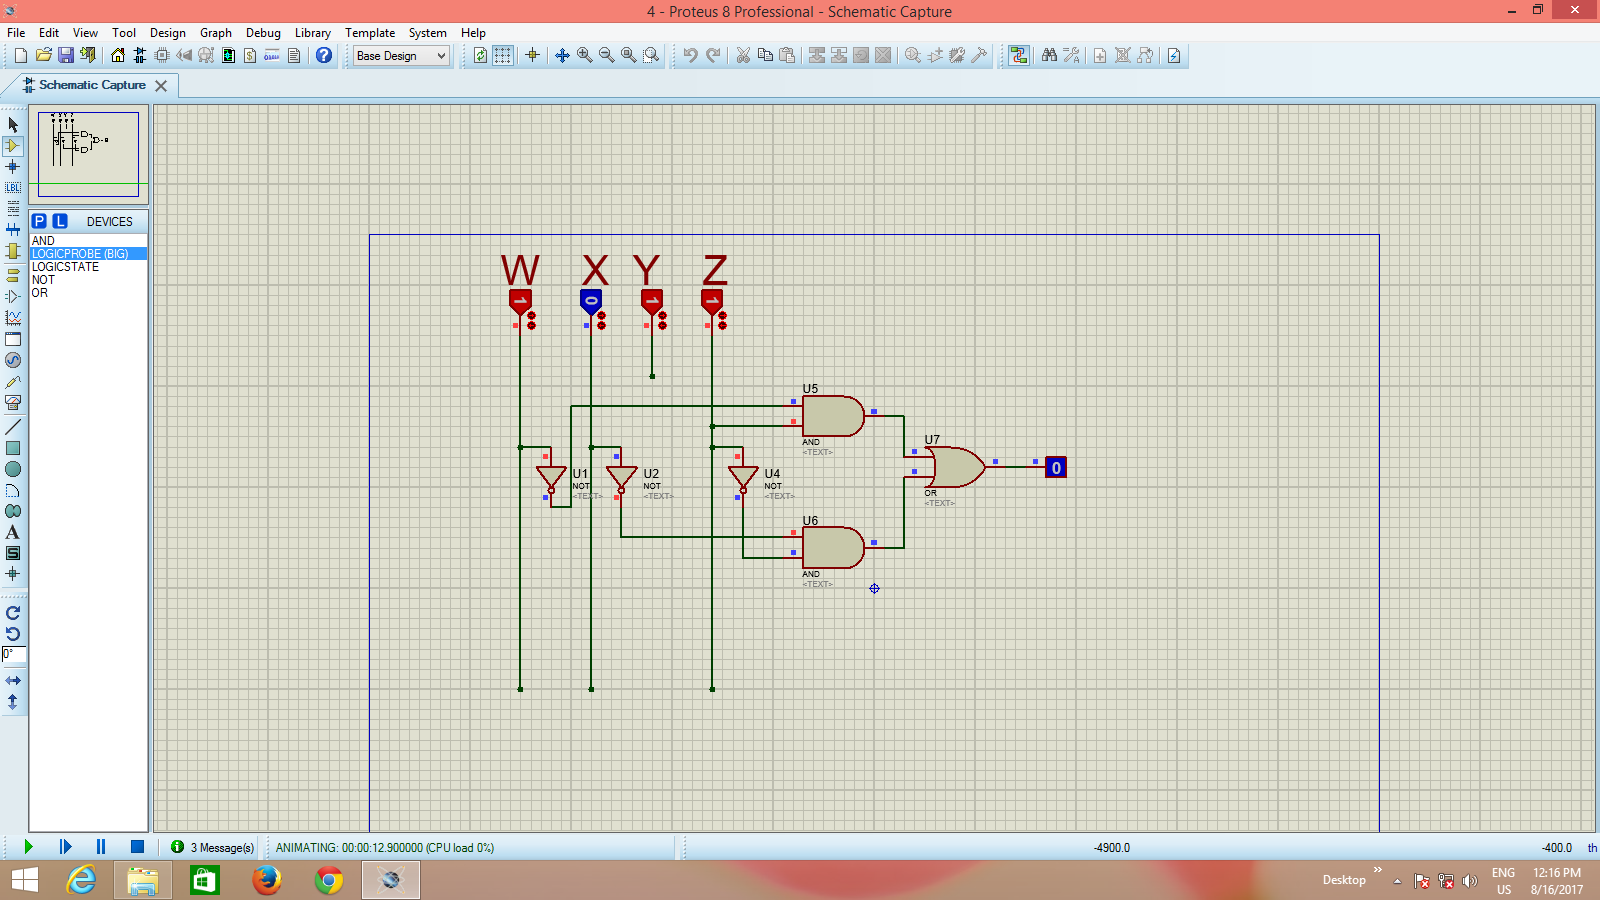 4 - Proteus 8 Professional - Schematic Capture
File Edit View Tool Design Graph Debug Library Template System Help
Base Design
Schematic Capture
LBL
P L DEVICES
AND
LOGICPROBE (BIG)
LOGICSTATE
NOT
OR
A
S
0°
W X Y Z
1 0 1 1
U5
AND
<TEXT>
U7
OR
<TEXT>
0
U1
NOT
<TEXT>
U2
NOT
<TEXT>
U4
NOT
<TEXT>
U6
AND
<TEXT>
3 Message(s)
ANIMATING: 00:00:12.900000 (CPU load 0%)
-4900.0
-400.0 th
Desktop
ENG
US
12:16 PM
8/16/2017